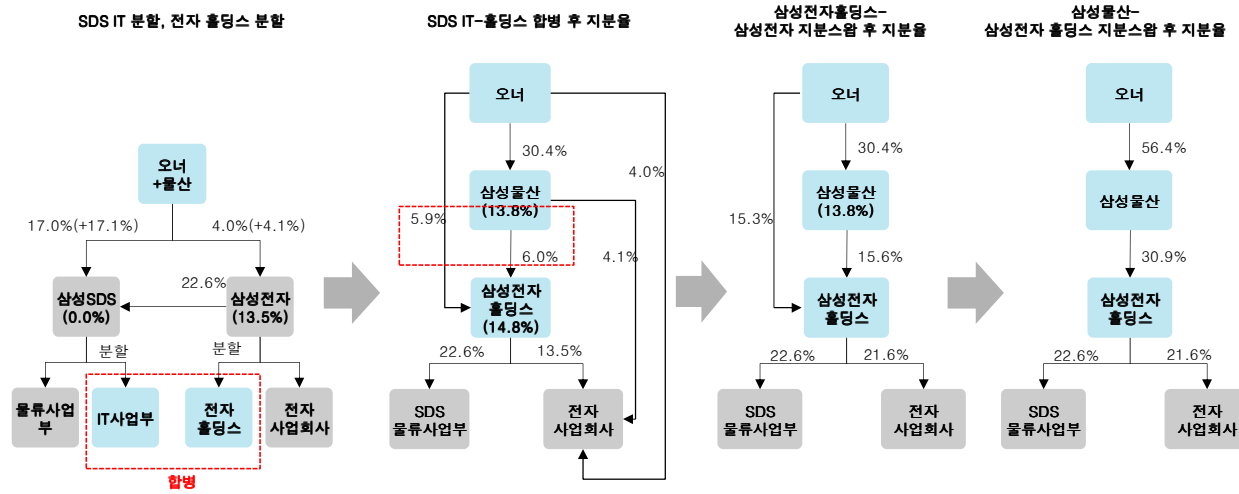 SDS IT 분할, 전자 홀딩스 분할
오너
+물산
17.0%(+17.1%)
4.0%(+4.1%)
22.6%
삼성SDS
(0.0%)
삼성전자
(13.5%)
분할
분할
물류사업
부
IT사업부
전자
홀딩스
전자
사업회사
합병
SDS IT-홀딩스 합병 후 지분율
오너
30.4%
4.0%
삼성물산
(13.8%)
5.9%
6.0%
4.1%
삼성전자
홀딩스
(14.8%)
22.6%
13.5%
SDS
물류사업부
전자
사업회사
삼성전자홀딩스-
삼성전자 지분스왑 후 지분율
오너
30.4%
삼성물산
(13.8%)
15.3%
15.6%
삼성전자
홀딩스
22.6%
21.6%
SDS
물류사업부
전자
사업회사
삼성물산-
삼성전자 홀딩스 지분스왑 후 지분율
오너
56.4%
삼성물산
30.9%
삼성전자
홀딩스
22.6%
21.6%
SDS
물류사업부
전자
사업회사